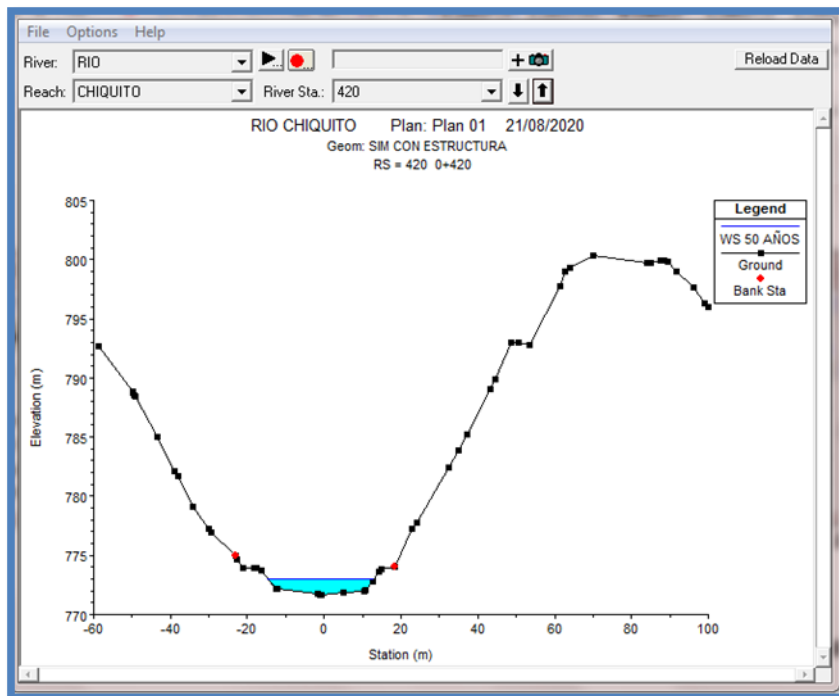 File Options Help
River: RIO
Reload Data
Reach: CHIQUITO River Sta.: 420
RIO CHIQUITO Plan: Plan 01 21/08/2020
Geom: SIM CON ESTRUCTURA
RS = 420 0+420
Legend
WS 50 AÑOS
Ground
Bank Sta
Elevation (m)
805
800
795
790
785
780
775
770
-60 -40 -20 0 20 40 60 80 100
Station (m)